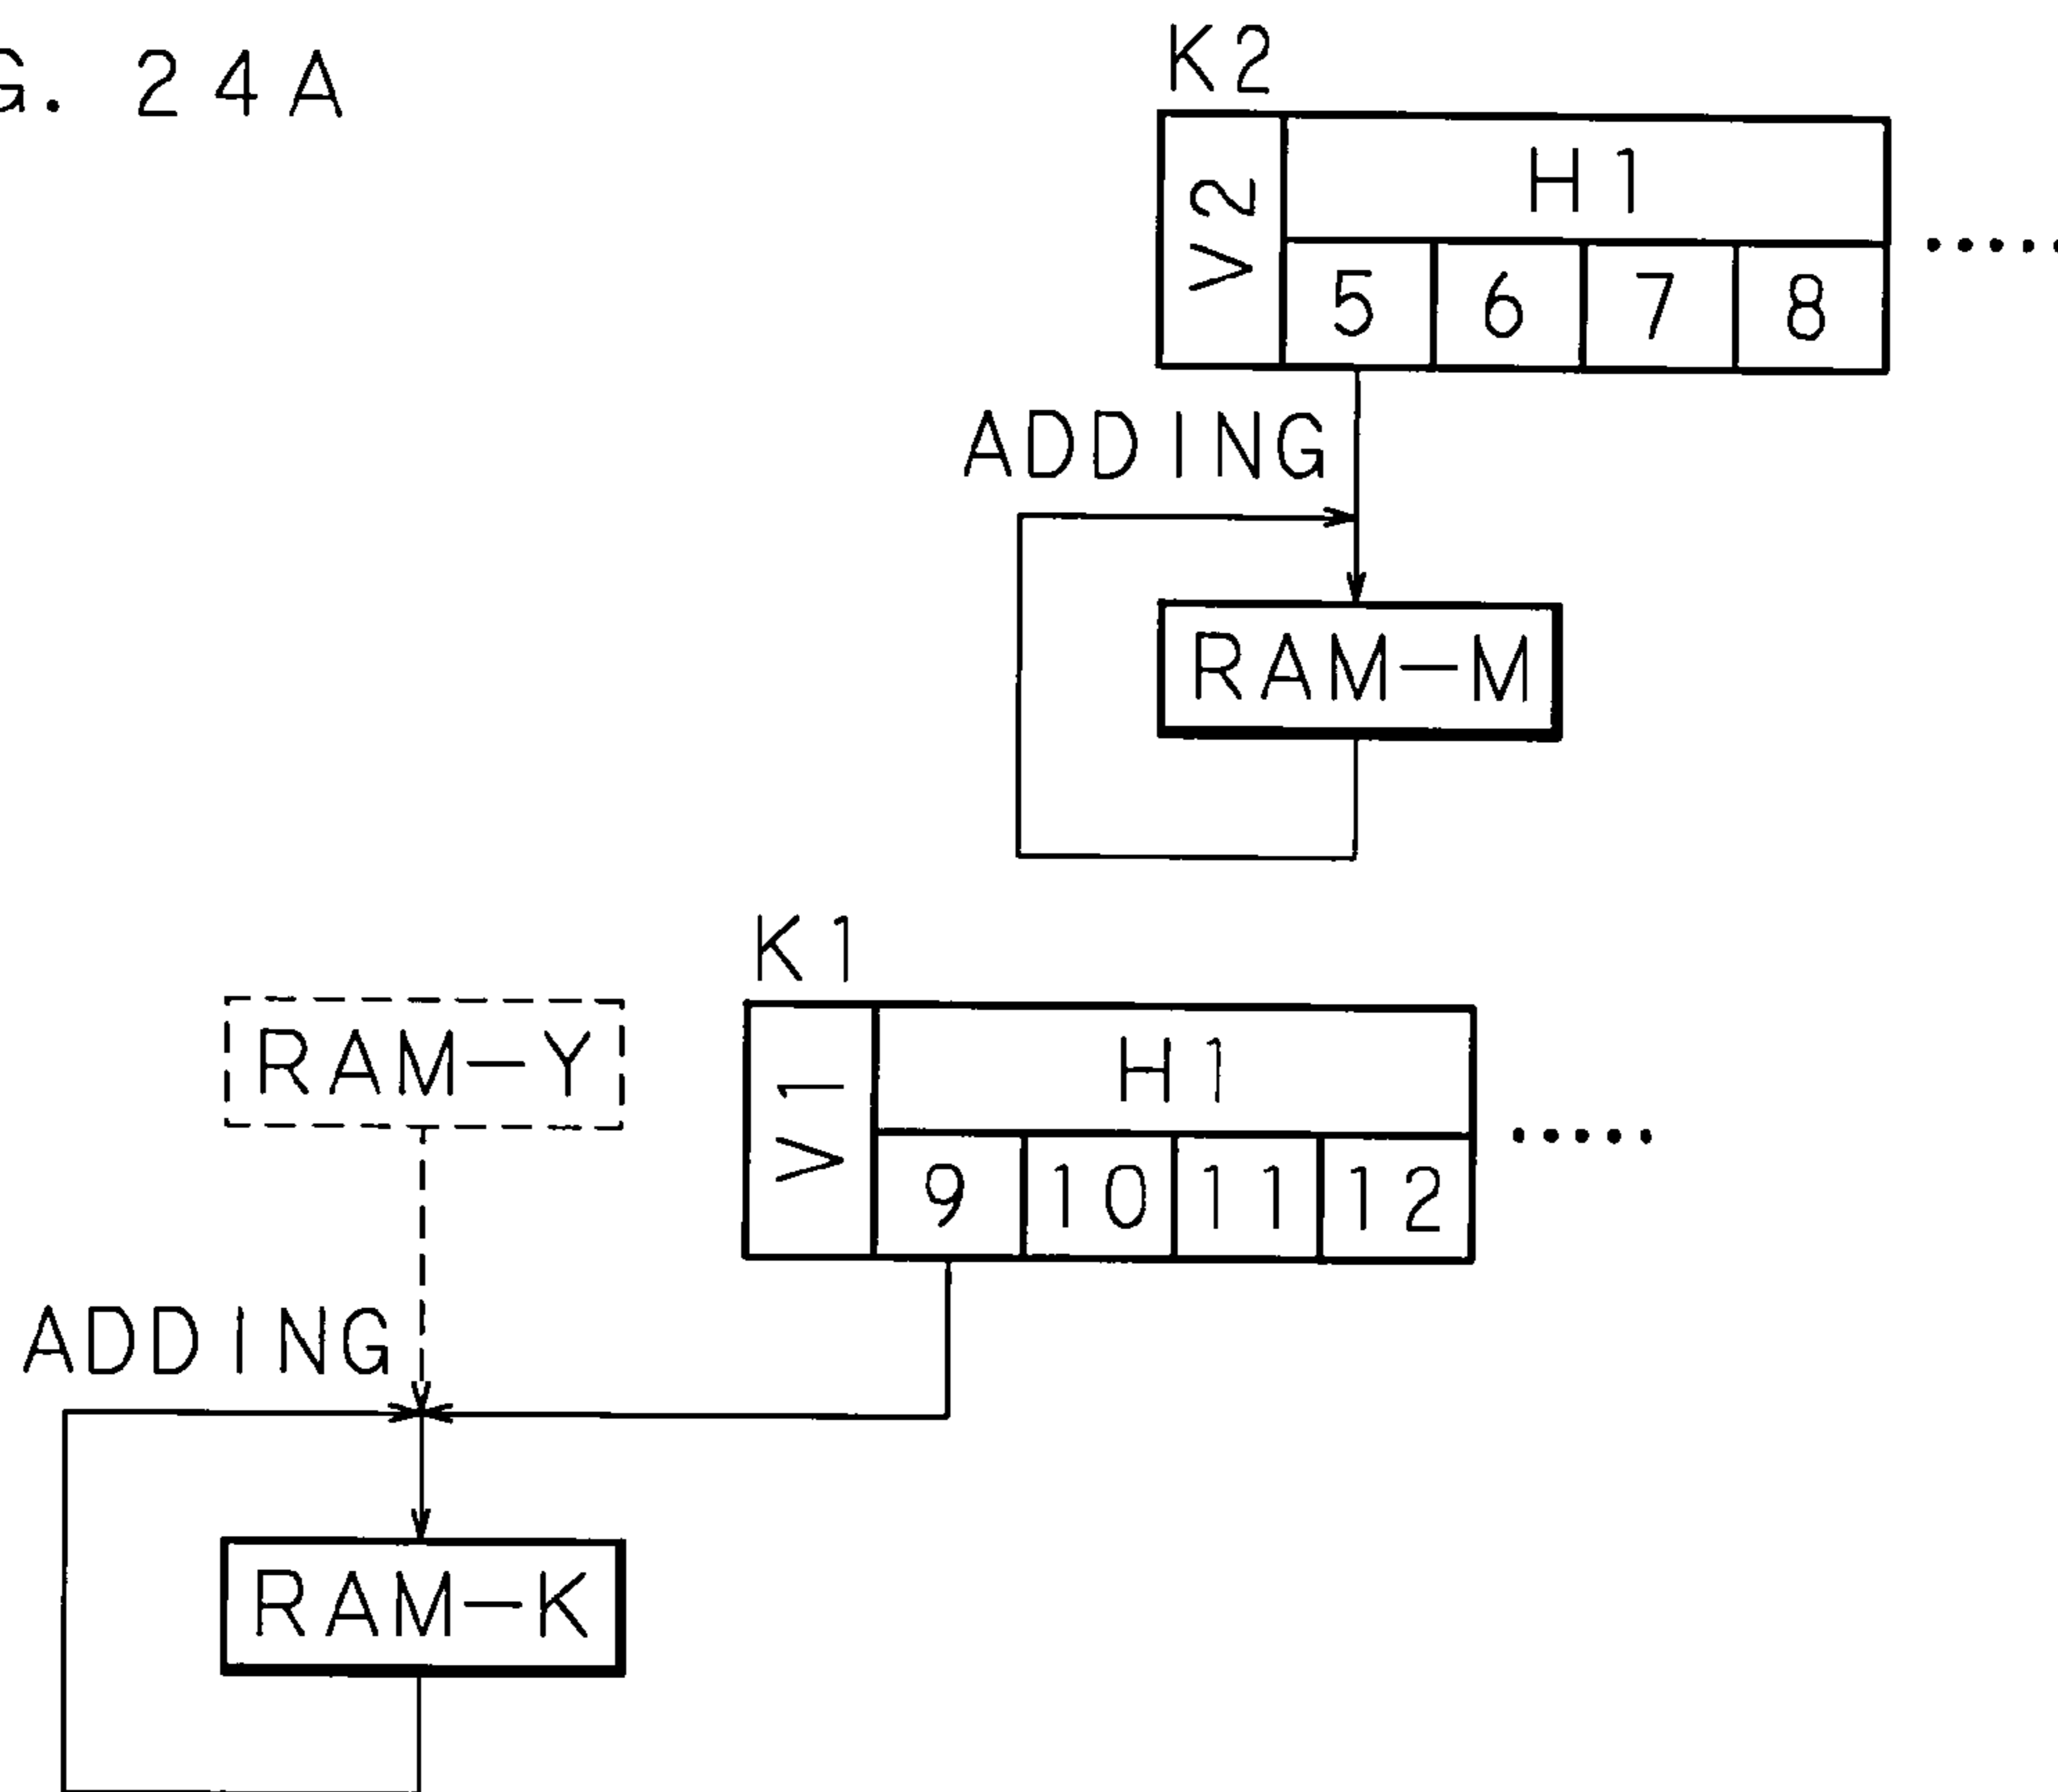 G. 24A
K2
V2
H1
5 6 7 8
ADDING
RAM-M
K1
RAM-Y
V1
H1
9 10 11 12
ADDING
RAM-K